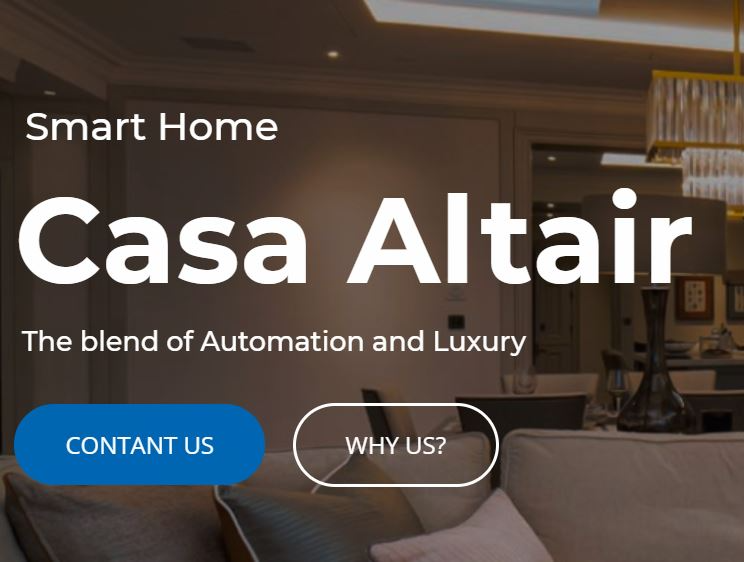 Smart Home
Casa Altair
The blend of Automation and Luxury
CONTANT US
WHY US?